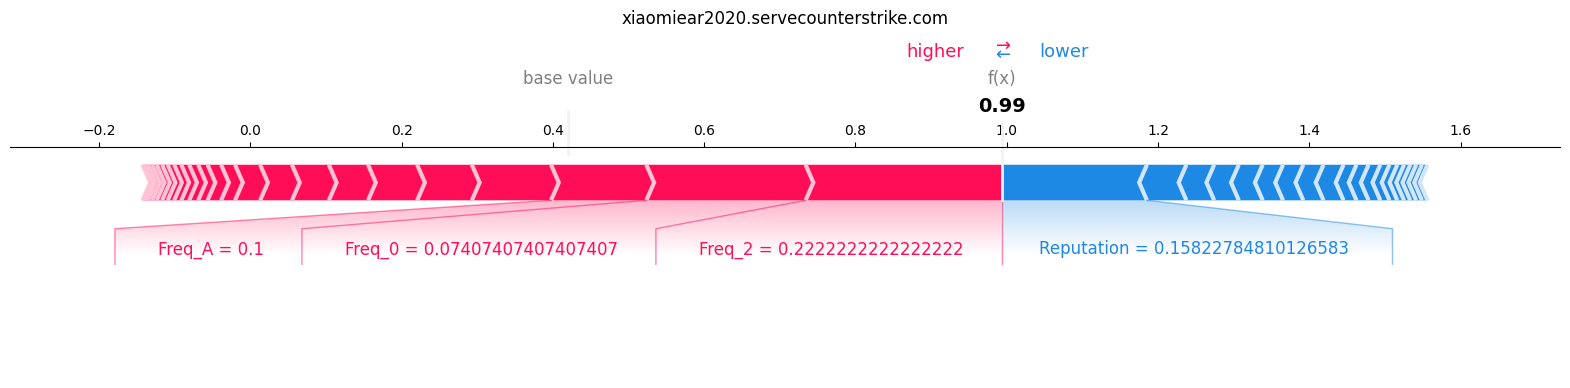 xiaomiear2020.servecounterstrike.com
higher ⇄ lower
base value f(x)
0.99
−0.2 0.0 0.2 0.4 0.6 0.8 1.0 1.2 1.4 1.6
Freq_A = 0.1 Freq_0 = 0.07407407407407407 Freq_2 = 0.2222222222222222 Reputation = 0.15822784810126583